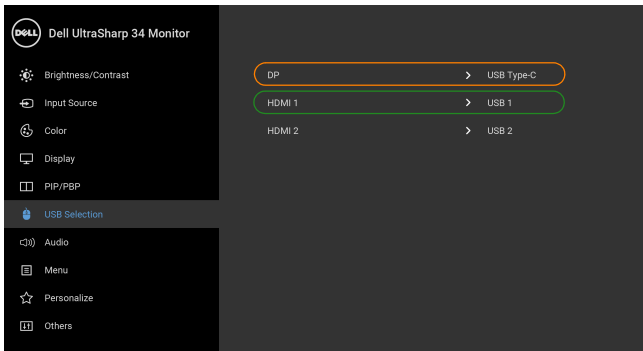 DELL Dell UltraSharp 34 Monitor
Brightness/Contrast
Input Source
Color
Display
PIP/PBP
USB Selection
Audio
Menu
Personalize
Others
DP > USB Type-C
HDMI 1 > USB 1
HDMI 2 > USB 2